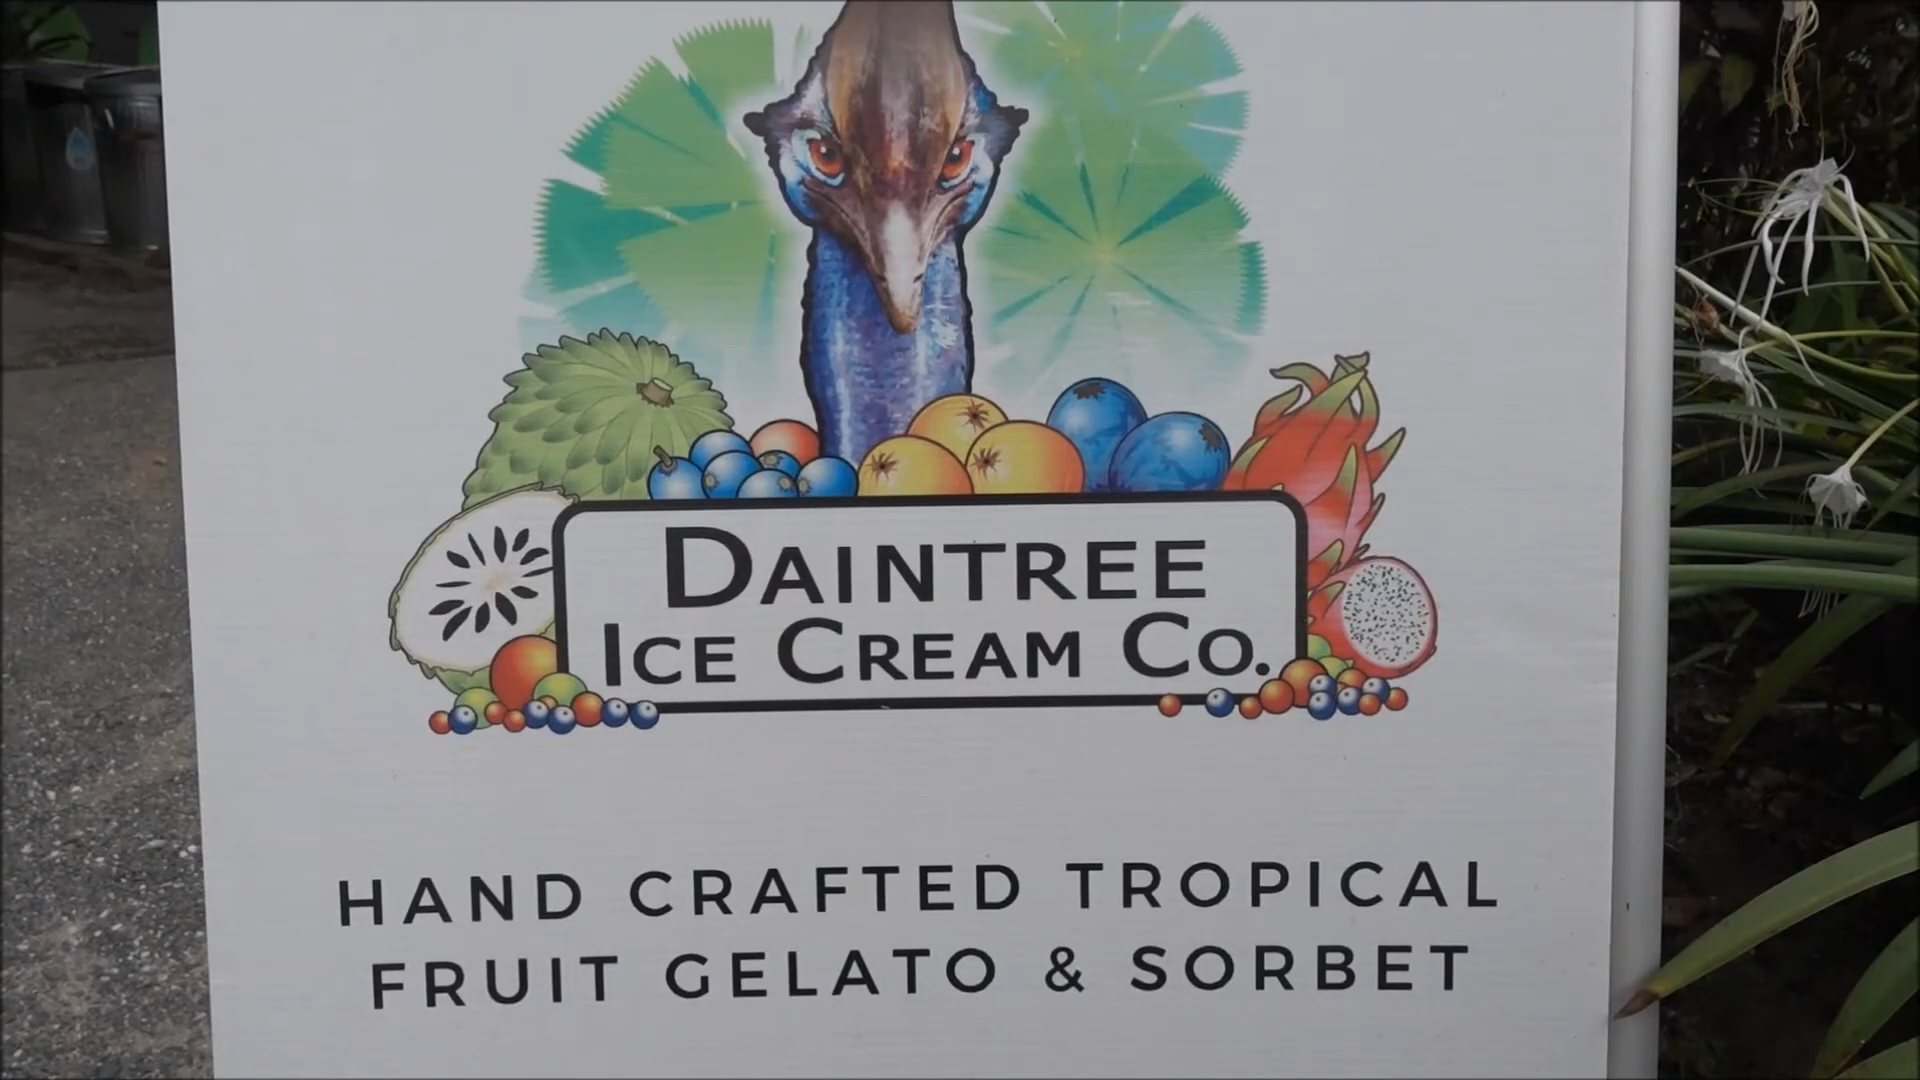 DAINTREE
ICE CREAM CO.
HAND CRAFTED TROPICAL
FRUIT GELATO & SORBET